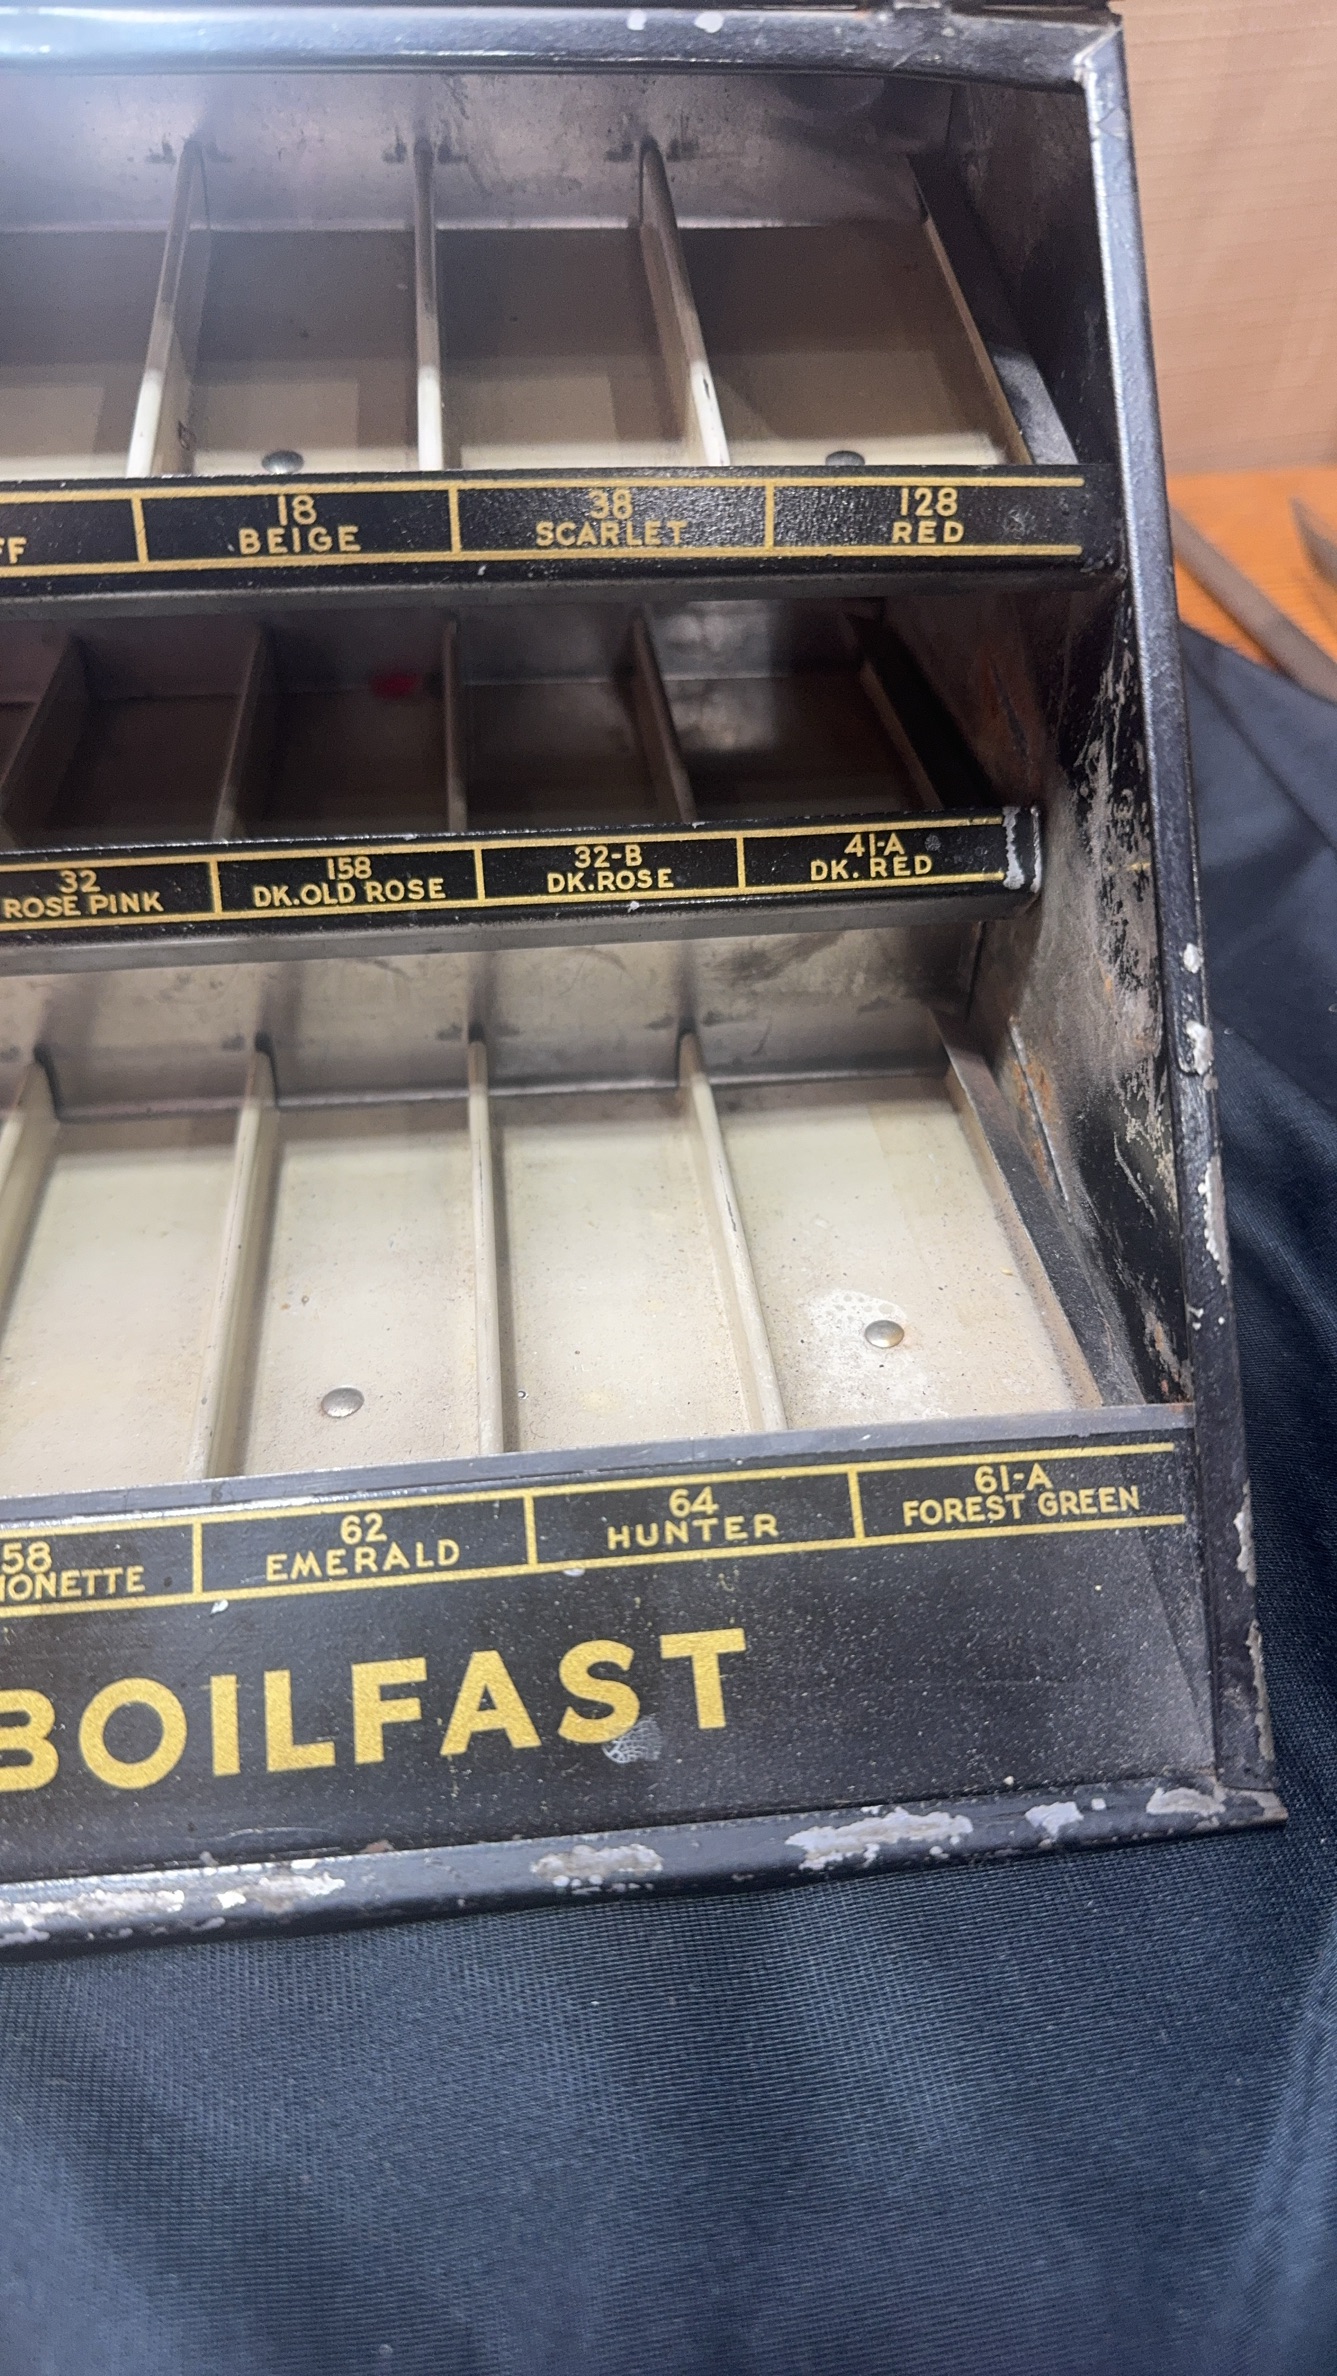 FF
18
BEIGE
38
SCARLET
128
RED
32
ROSE PINK
158
DK.OLD ROSE
32-B
DK.ROSE
41-A
DK. RED
58
IONETTE
62
EMERALD
64
HUNTER
61-A
FOREST GREEN
BOILFAST